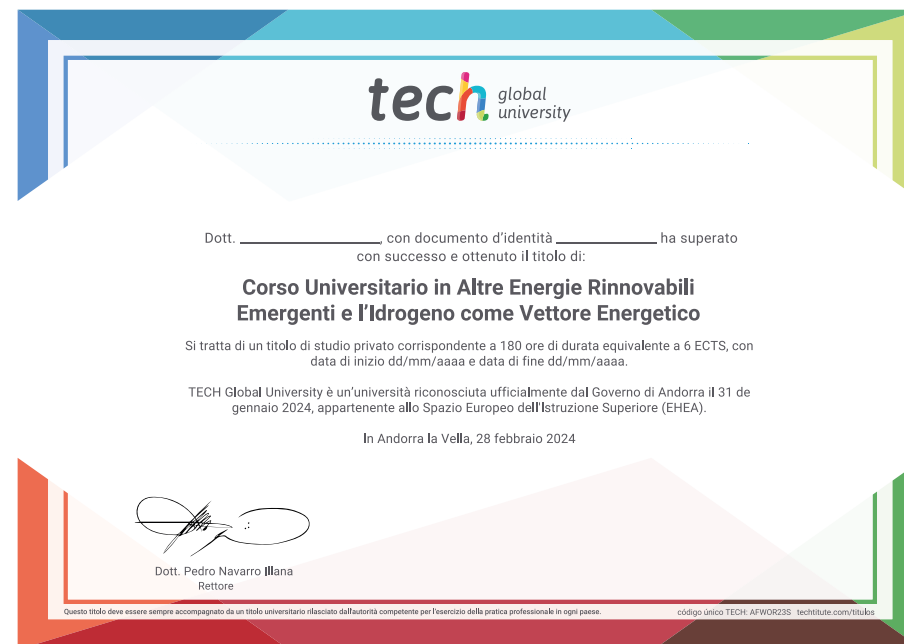 tech global
university
Dott. ________________, con documento d'identità ____________ ha superato
con successo e ottenuto il titolo di:
Corso Universitario in Altre Energie Rinnovabili
Emergenti e l'Idrogeno come Vettore Energetico
Si tratta di un titolo di studio privato corrispondente a 180 ore di durata equivalente a 6 ECTS, con
data di inizio dd/mm/aaaa e data di fine dd/mm/aaaa.
TECH Global University è un'università riconosciuta ufficialmente dal Governo di Andorra il 31 de
gennaio 2024, appartenente allo Spazio Europeo dell'Istruzione Superiore (EHEA).
In Andorra la Vella, 28 febbraio 2024
Dott. Pedro Navarro Illana
Rettore
Questo titolo deve essere sempre accompagnato da un titolo universitario rilasciato dall'autorità competente per l'esercizio della pratica professionale in ogni paese.
código único TECH: AFWOR23S techtitute.com/titulos